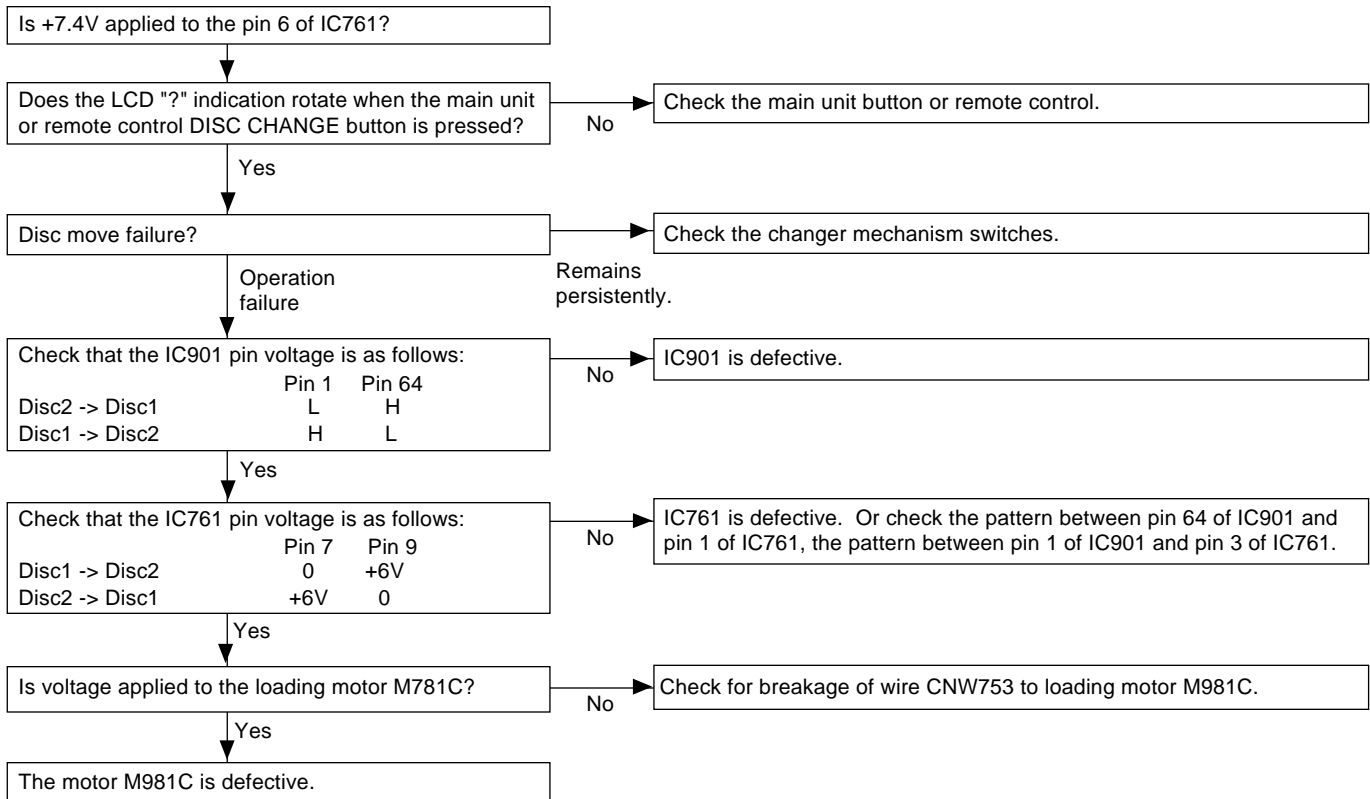 Is +7.4V applied to the pin 6 of IC761?
Does the LCD "?" indication rotate when the main unit
or remote control DISC CHANGE button is pressed?
No
Check the main unit button or remote control.
Yes
Disc move failure?
Remains
persistently.
Check the changer mechanism switches.
Operation
failure
Check that the IC901 pin voltage is as follows:
Pin 1 Pin 64
Disc2 -> Disc1 L H
Disc1 -> Disc2 H L
No
IC901 is defective.
Yes
Check that the IC761 pin voltage is as follows:
Pin 7 Pin 9
Disc1 -> Disc2 0 +6V
Disc2 -> Disc1 +6V 0
No
IC761 is defective. Or check the pattern between pin 64 of IC901 and
pin 1 of IC761, the pattern between pin 1 of IC901 and pin 3 of IC761.
Yes
Is voltage applied to the loading motor M781C?
No
Check for breakage of wire CNW753 to loading motor M981C.
Yes
The motor M981C is defective.